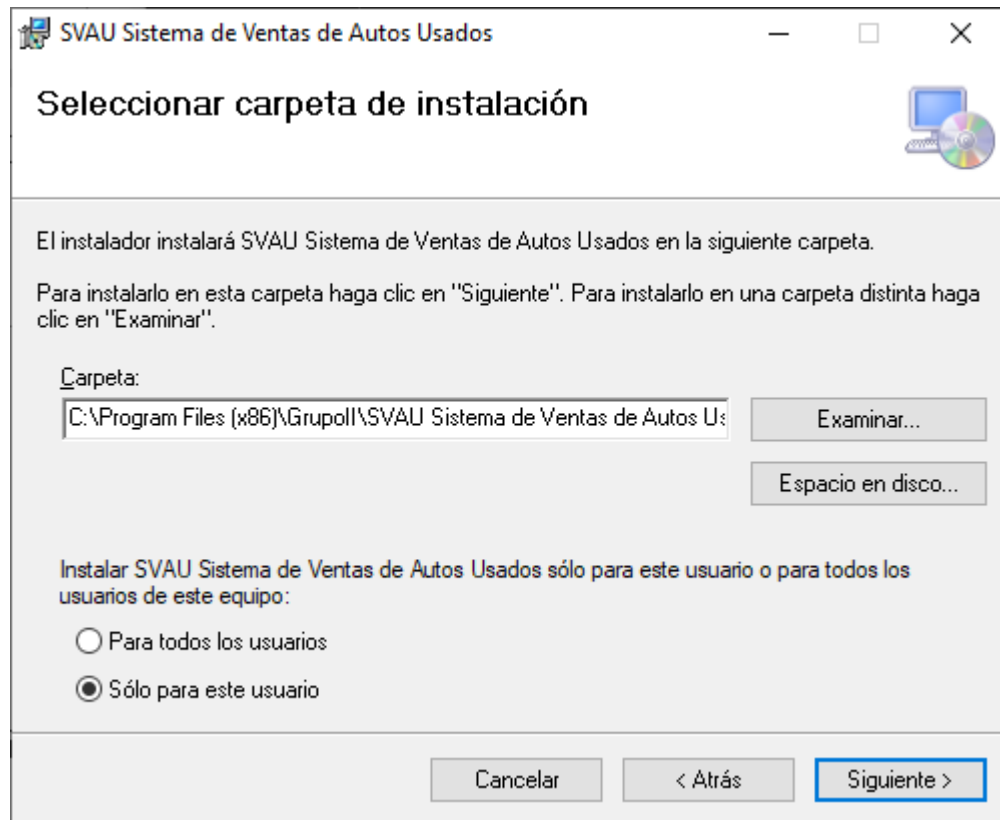 SVAU Sistema de Ventas de Autos Usados
Seleccionar carpeta de instalación
El instalador instalará SVAU Sistema de Ventas de Autos Usados en la siguiente carpeta.
Para instalarlo en esta carpeta haga clic en "Siguiente". Para instalarlo en una carpeta distinta haga
clic en "Examinar".
Carpeta:
C:\Program Files (x86)\GrupoII\SVAU Sistema de Ventas de Autos Us
Examinar...
Espacio en disco...
Instalar SVAU Sistema de Ventas de Autos Usados sólo para este usuario o para todos los
usuarios de este equipo:
Para todos los usuarios
Sólo para este usuario
Cancelar
< Atrás
Siguiente >